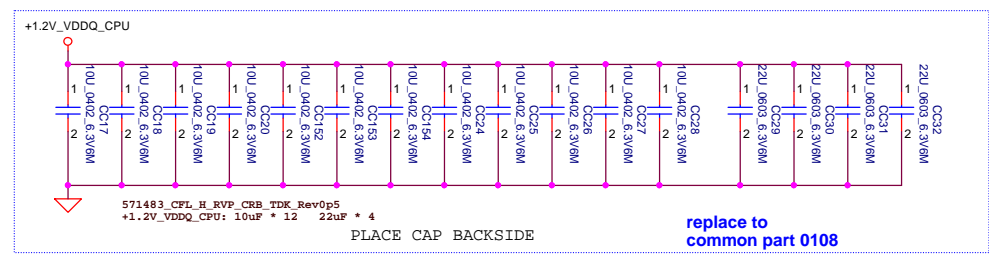 +1.2V_VDDQ_CPU
1
10U_0402_6.3V6M
CC17
2
1
10U_0402_6.3V6M
CC18
2
1
10U_0402_6.3V6M
CC19
2
1
10U_0402_6.3V6M
CC20
2
1
10U_0402_6.3V6M
CC152
2
1
10U_0402_6.3V6M
CC153
2
1
10U_0402_6.3V6M
CC154
2
1
10U_0402_6.3V6M
CC24
2
1
10U_0402_6.3V6M
CC25
2
1
10U_0402_6.3V6M
CC26
2
1
10U_0402_6.3V6M
CC27
2
1
10U_0402_6.3V6M
CC28
2
1
22U_0603_6.3V6M
CC29
2
1
22U_0603_6.3V6M
CC30
2
1
22U_0603_6.3V6M
CC31
2
1
22U_0603_6.3V6M
CC32
2
571483_CFL_H_RVP_CRB_TDK_Rev0p5
+1.2V_VDDQ_CPU: 10uF * 12 22uF * 4
PLACE CAP BACKSIDE
replace to
common part 0108